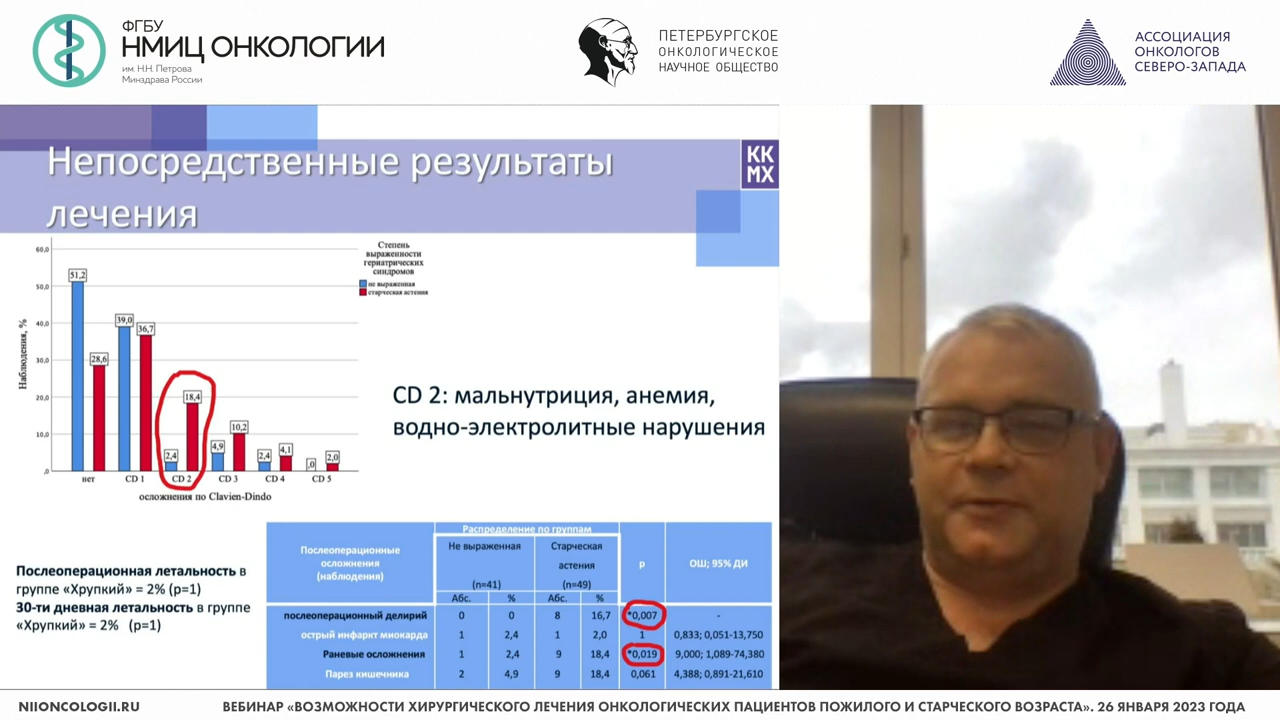 ФГБУ
НМИЦ ОНКОЛОГИИ
им. Н.Н. Петрова
Минздрава России
ПЕТЕРБУРГСКОЕ
ОНКОЛОГИЧЕСКОЕ
НАУЧНОЕ ОБЩЕСТВО
АССОЦИАЦИЯ
ОНКОЛОГОВ
СЕВЕРО-ЗАПАДА
Непосредственные результаты
лечения
КК
МХ
Степень
выраженности
гериатрических
синдромов
не выраженная
старческая астения
Наблюдения, %
60,0
50,0
40,0
30,0
20,0
10,0
,0
51,2
28,6
39,0
36,7
2,4
18,4
4,9
10,2
2,4
4,1
,0
2,0
нет CD 1 CD 2 CD 3 CD 4 CD 5
осложнения по Clavien-Dindo
CD 2: мальнутриция, анемия,
водно-электролитные нарушения
Послеоперационная летальность в
группе «Хрупкий» = 2% (p=1)
30-ти дневная летальность в группе
«Хрупкий» = 2% (p=1)
Послеоперационные
осложнения
(наблюдения)
Распределение по группам
Не выраженная
(n=41)
Старческая
астения
(n=49)
p
ОШ; 95% ДИ
Абс. % Абс. %
послеоперационный делирий 0 0 8 16,7 *0,007 -
острый инфаркт миокарда 1 2,4 1 2,0 1 0,833; 0,051-13,750
Раневые осложнения 1 2,4 9 18,4 *0,019 9,000; 1,089-74,380
Парез кишечника 2 4,9 9 18,4 0,061 4,388; 0,891-21,610
NIIONCOLOGII.RU
ВЕБИНАР «ВОЗМОЖНОСТИ ХИРУРГИЧЕСКОГО ЛЕЧЕНИЯ ОНКОЛОГИЧЕСКИХ ПАЦИЕНТОВ ПОЖИЛОГО И СТАРЧЕСКОГО ВОЗРАСТА». 26 ЯНВАРЯ 2023 ГОДА